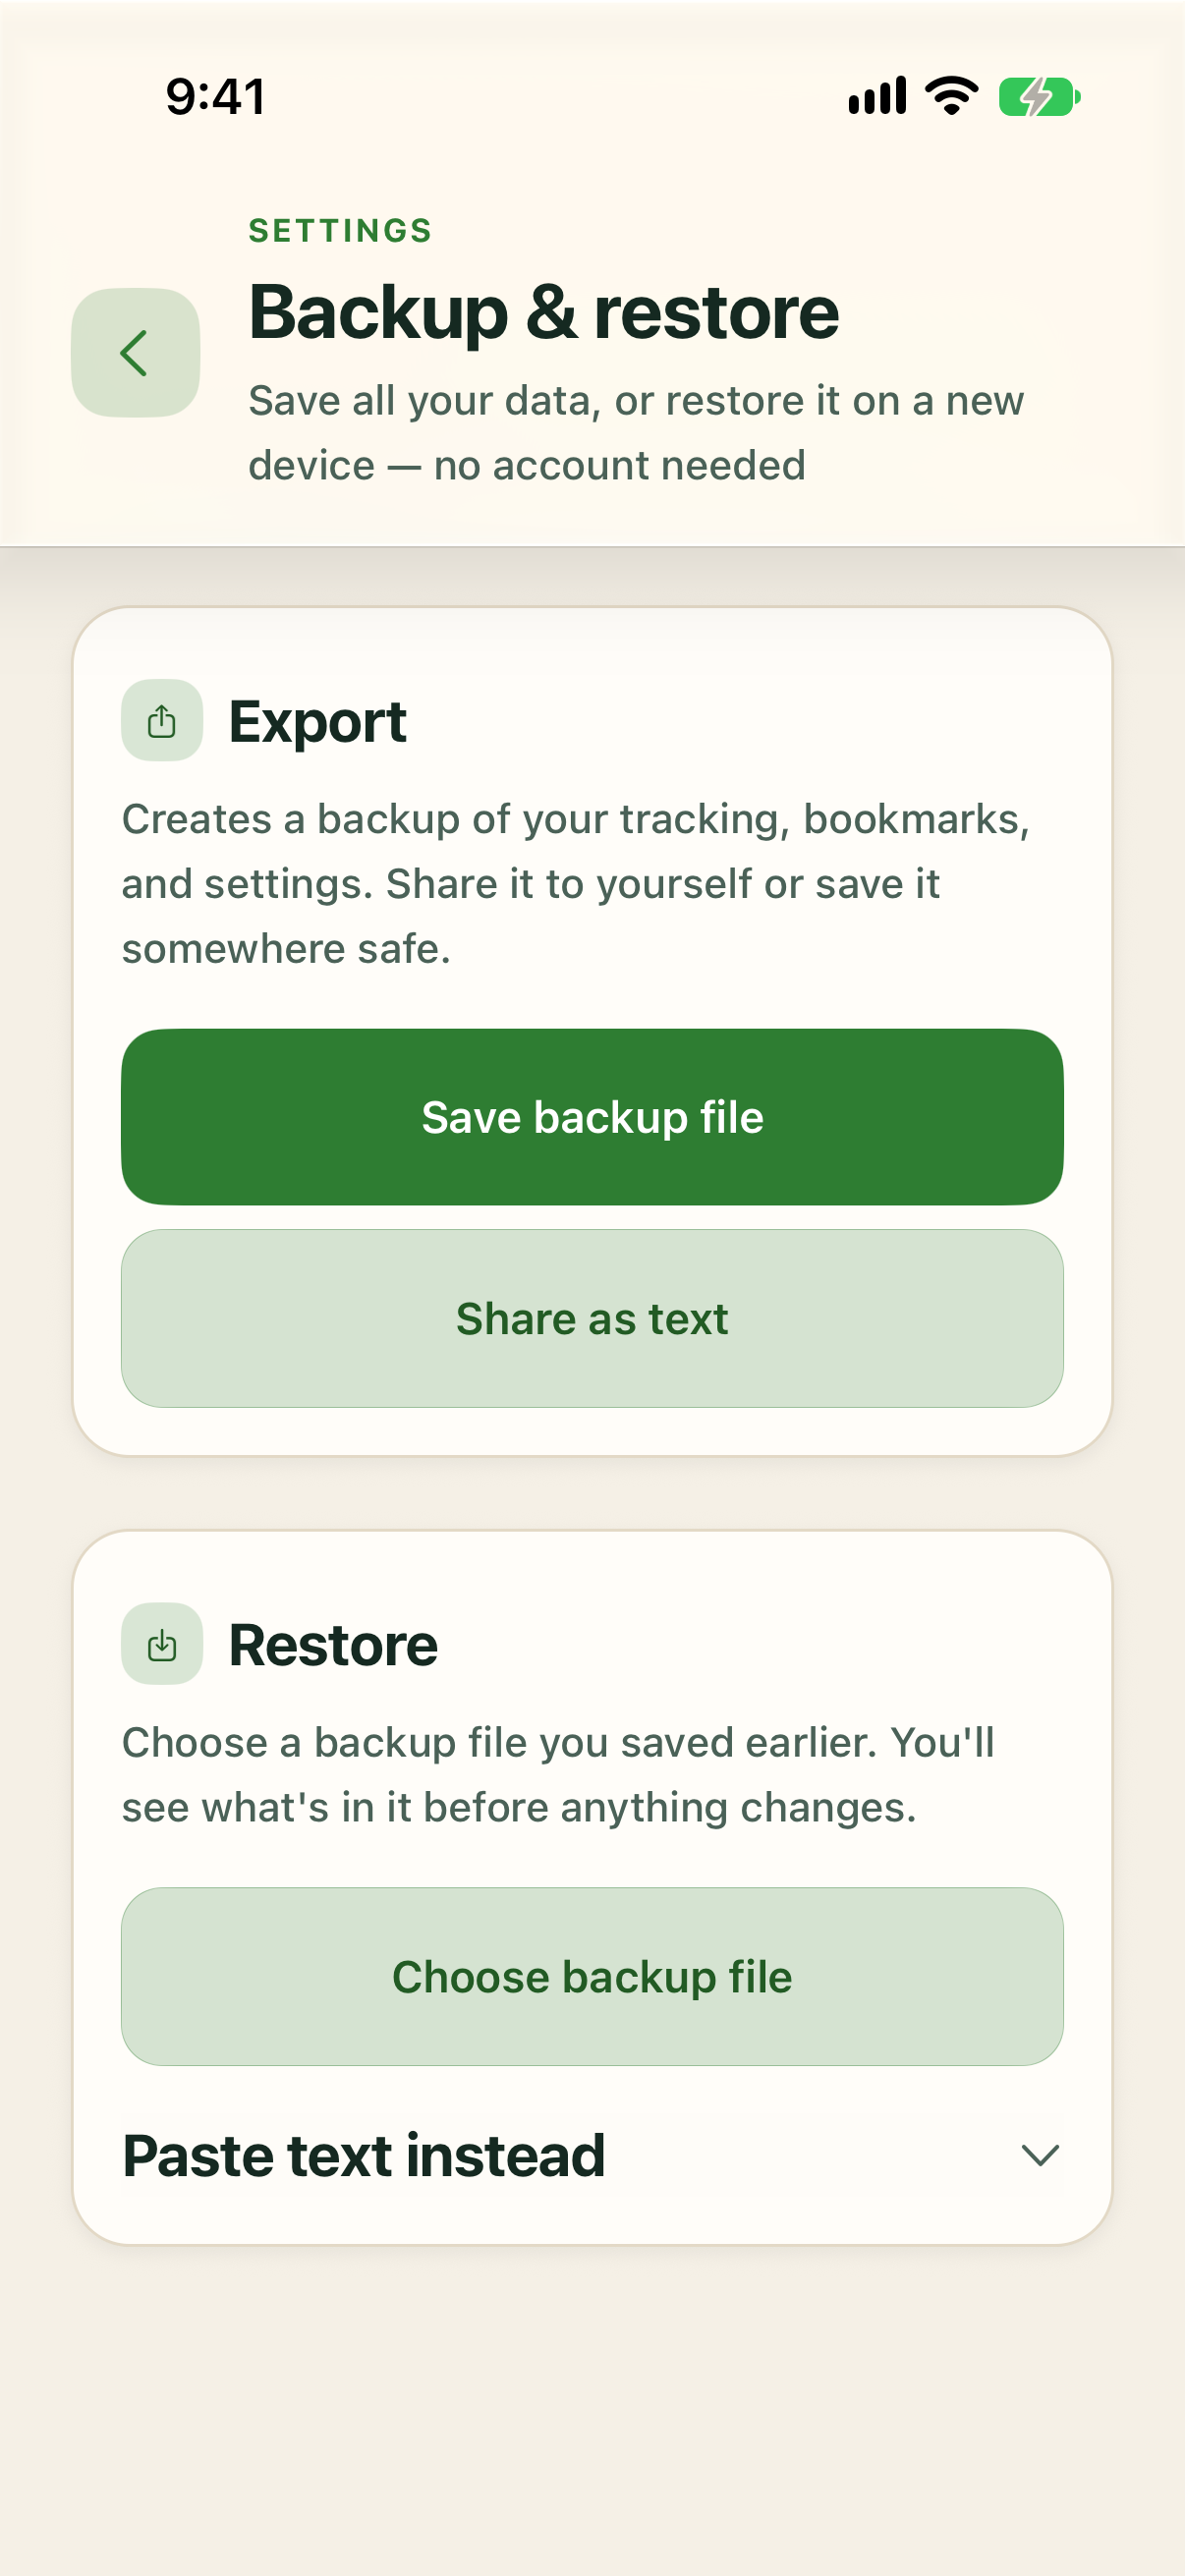 9:41
SETTINGS
Backup & restore
Save all your data, or restore it on a new
device — no account needed
Export
Creates a backup of your tracking, bookmarks,
and settings. Share it to yourself or save it
somewhere safe.
Save backup file
Share as text
Restore
Choose a backup file you saved earlier. You'll
see what's in it before anything changes.
Choose backup file
Paste text instead